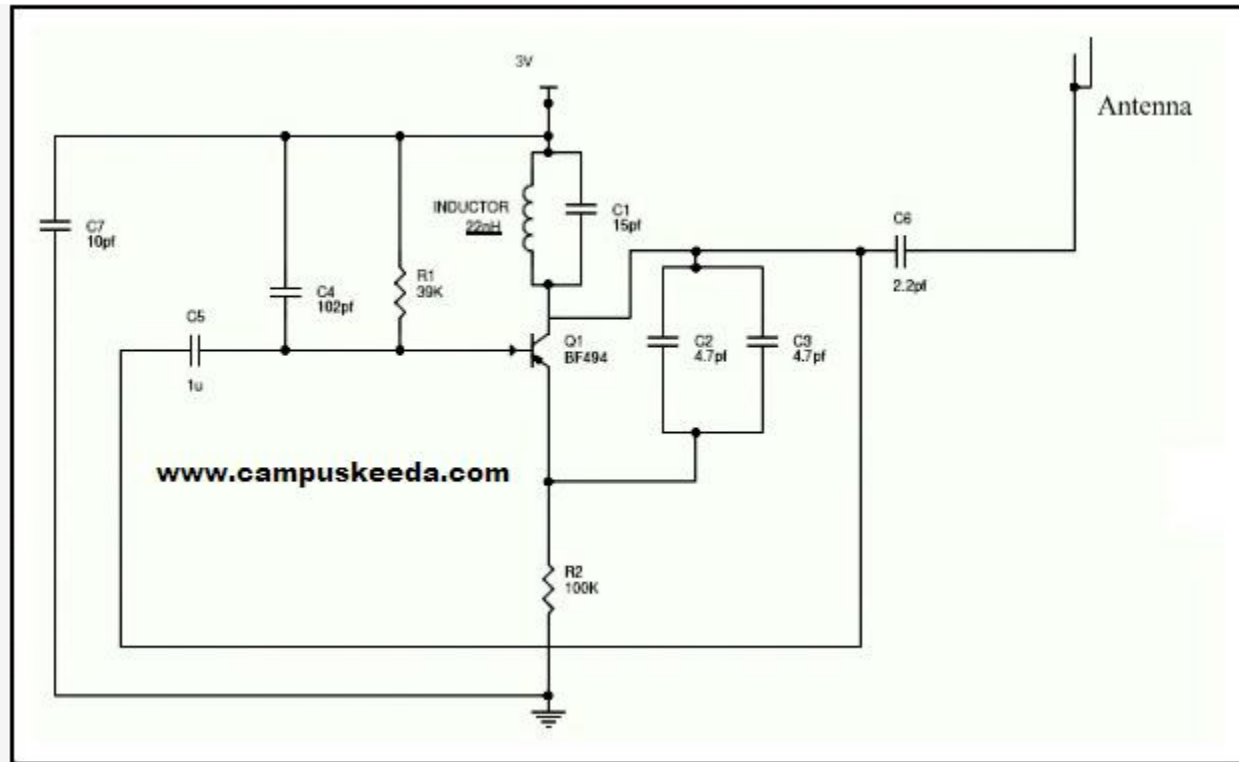 3V
Antenna
INDUCTOR
22nH
C1
15pf
C7
10pf
C6
2.2pf
R1
39K
C4
102pf
C5
1u
Q1
BF494
C2
4.7pf
C3
4.7pf
www.campuskeeda.com
R2
100K